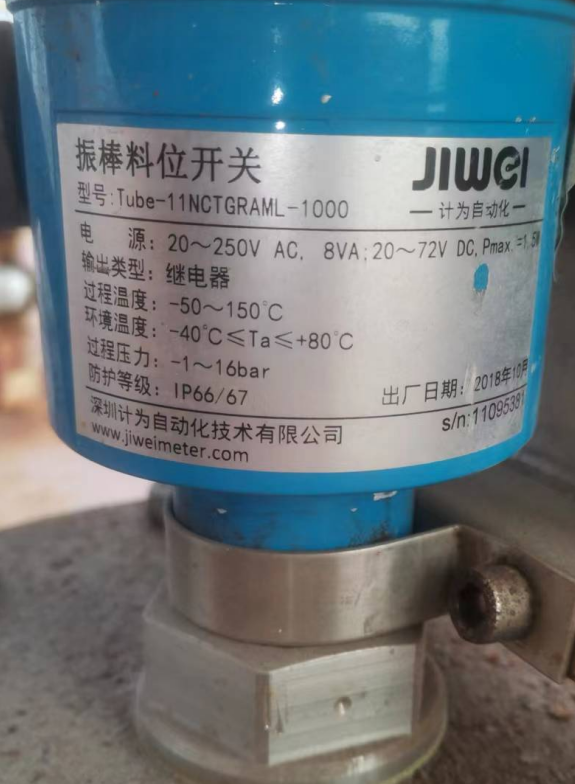 振棒料位开关
JIWEI
型号:Tube-11NCTGRAML-1000
— 计为自动化 —
电 源: 20～250V AC, 8VA; 20～72V DC, Pmax.=1.5W
输出类型: 继电器
过程温度: -50～150℃
环境温度: -40℃≤Ta≤+80℃
过程压力: -1～16bar
防护等级: IP66/67
出厂日期: 2018年10月
深圳计为自动化技术有限公司
s/n:11095381
www.jiweimeter.com